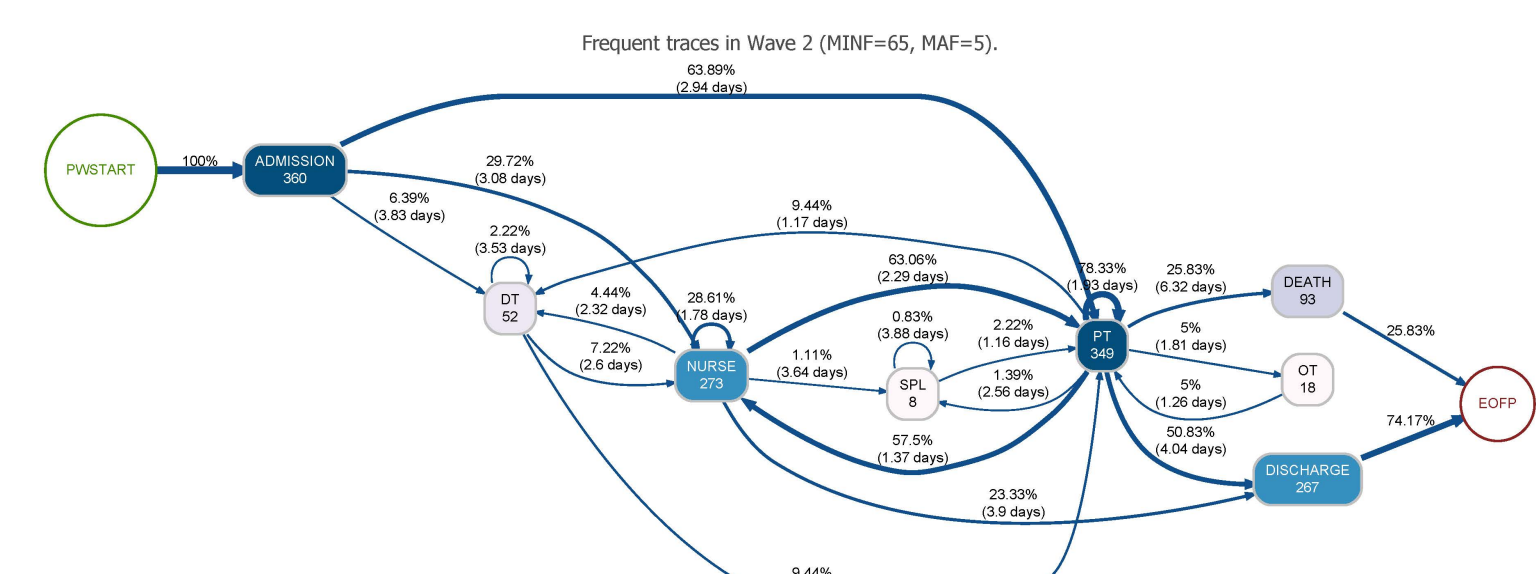 Frequent traces in Wave 2 (MINF=65, MAF=5).
63.89%
(2.94 days)
PWSTART
100%
ADMISSION
360
29.72%
(3.08 days)
6.39%
(3.83 days)
9.44%
(1.17 days)
2.22%
(3.53 days)
DT
52
4.44%
(2.32 days)
7.22%
(2.6 days)
28.61%
(1.78 days)
NURSE
273
63.06%
(2.29 days)
0.83%
(3.88 days)
1.11%
(3.64 days)
SPL
8
2.22%
(1.16 days)
1.39%
(2.56 days)
57.5%
(1.37 days)
78.33%
(1.93 days)
PT
349
25.83%
(6.32 days)
DEATH
93
25.83%
5%
(1.81 days)
OT
18
5%
(1.26 days)
50.83%
(4.04 days)
DISCHARGE
267
74.17%
EOFP
23.33%
(3.9 days)
9.44%